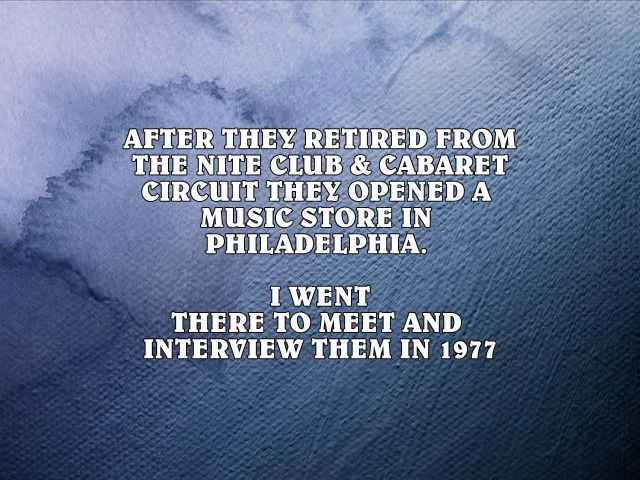 AFTER THEY RETIRED FROM
THE NITE CLUB & CABARET
CIRCUIT THEY OPENED A
MUSIC STORE IN
PHILADELPHIA.
I WENT
THERE TO MEET AND
INTERVIEW THEM IN 1977